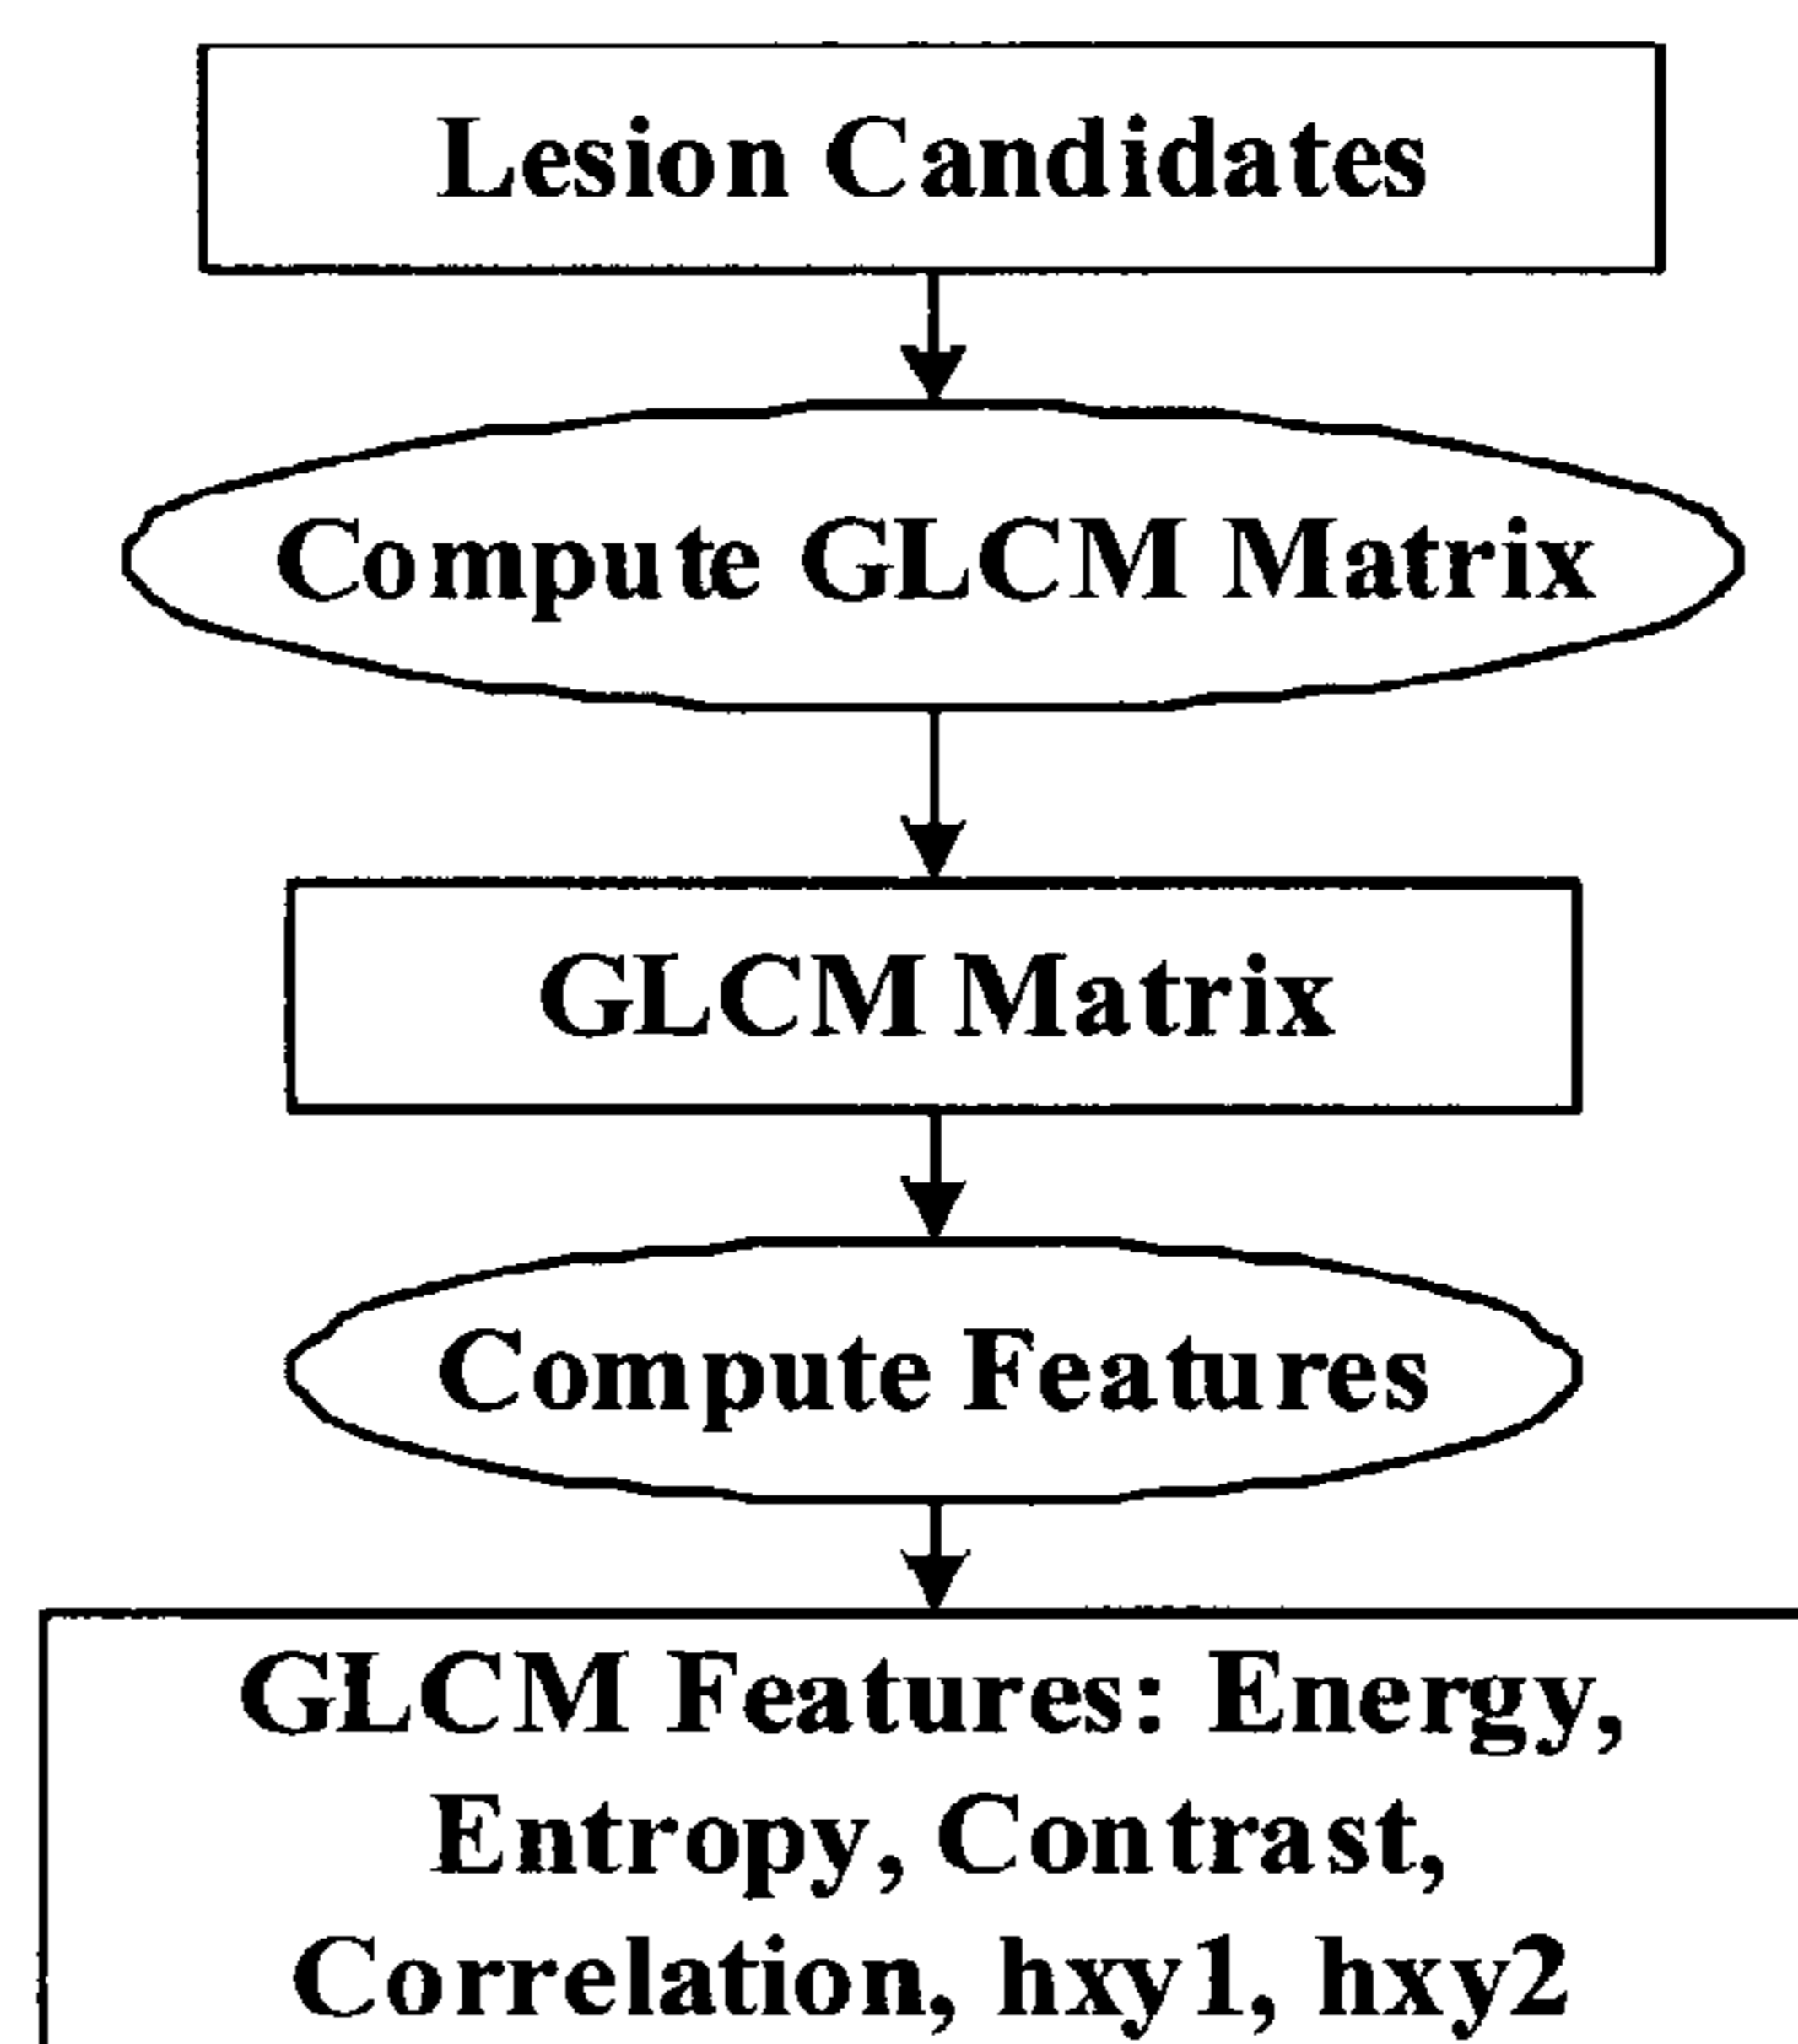 Lesion Candidates
Compute GLCM Matrix
GLCM Matrix
Compute Features
GLCM Features: Energy,
Entropy, Contrast,
Correlation, hxy1, hxy2